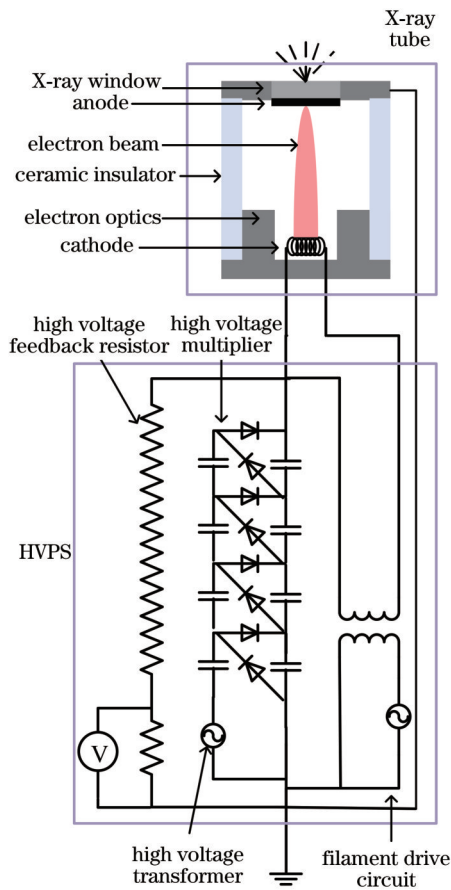 X-ray
tube
X-ray window
anode
electron beam
ceramic insulator
electron optics
cathode
high voltage
feedback resistor
high voltage
multiplier
HVPS
V
high voltage
transformer
filament drive
circuit